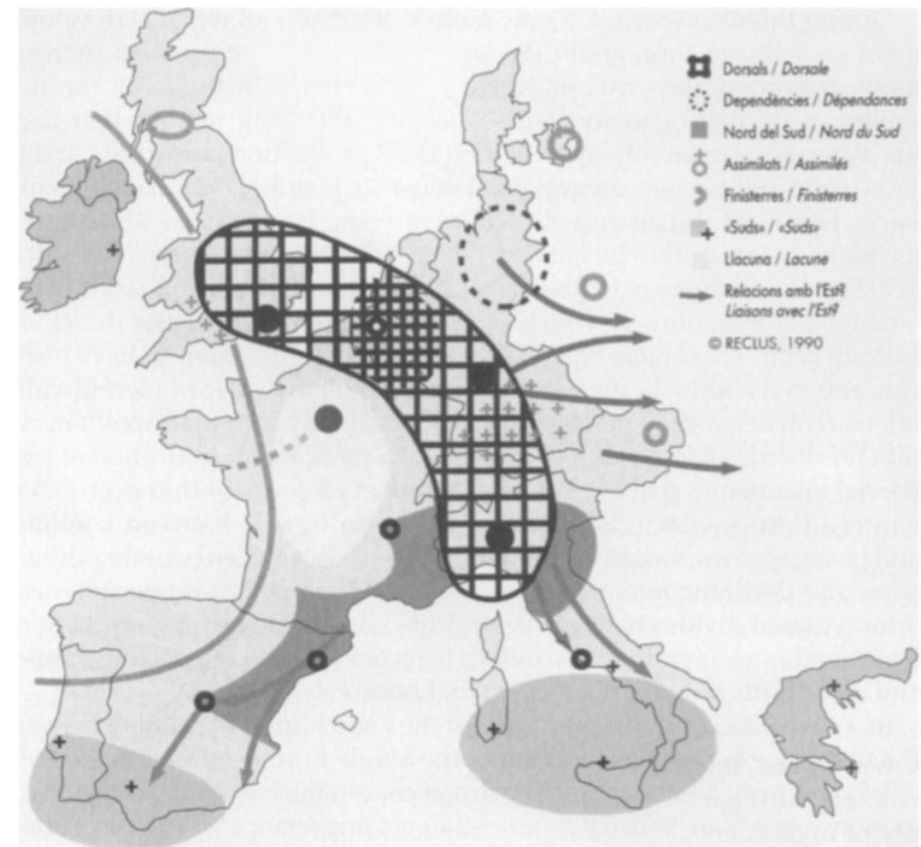 Dorsals / Dorsale
Dependències / Dépendances
Nord del Sud / Nord du Sud
Assimilats / Assimilés
Finisterres / Finisterres
«Suds» / «Suds»
Llacuna / Lacune
Relacions amb l'Est?
Liaisons avec l'Est?
© RECLUS, 1990